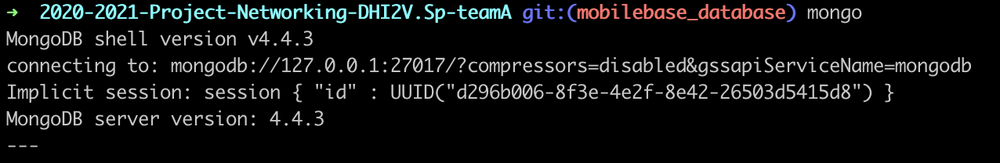 ➜  2020-2021-Project-Networking-DHI2V.Sp-teamA git:(mobilebase_database) mongo
MongoDB shell version v4.4.3
connecting to: mongodb://127.0.0.1:27017/?compressors=disabled&gssapiServiceName=mongodb
Implicit session: session { "id" : UUID("d296b006-8f3e-4e2f-8e42-26503d5415d8") }
MongoDB server version: 4.4.3
---